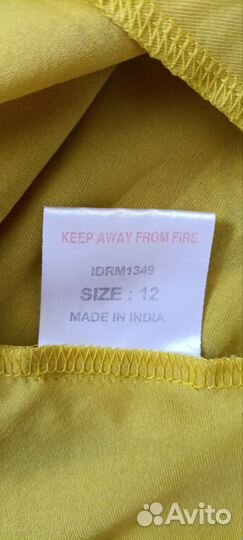 KEEP AWAY FROM FIRE
IDRM1349
SIZE : 12
MADE IN INDIA
Avito